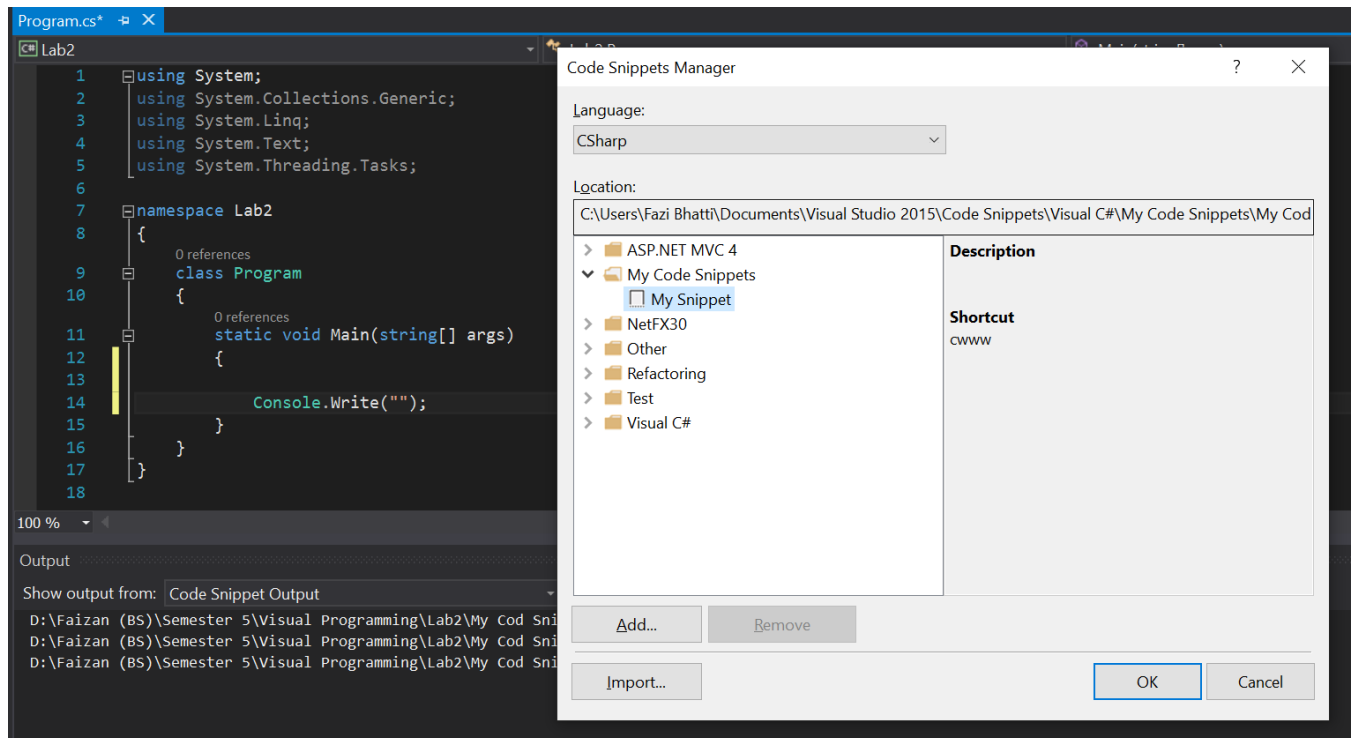 Program.cs*
C# Lab2
Code Snippets Manager
?
Language:
CSharp
Location:
C:\Users\Fazi Bhatti\Documents\Visual Studio 2015\Code Snippets\Visual C#\My Code Snippets\My Cod
ASP.NET MVC 4
My Code Snippets
My Snippet
NetFX30
Other
Refactoring
Test
Visual C#
Description
Shortcut
cwww
Add...
Remove
Import...
OK
Cancel
1 using System;
2 using System.Collections.Generic;
3 using System.Linq;
4 using System.Text;
5 using System.Threading.Tasks;
6
7 namespace Lab2
8 {
0 references
9 class Program
10 {
0 references
11 static void Main(string[] args)
12 {
13
14 Console.Write("");
15 }
16 }
17 }
18
100 %
Output
Show output from: Code Snippet Output
D:\Faizan (BS)\Semester 5\Visual Programming\Lab2\My Cod Sni
D:\Faizan (BS)\Semester 5\Visual Programming\Lab2\My Cod Sni
D:\Faizan (BS)\Semester 5\Visual Programming\Lab2\My Cod Sni